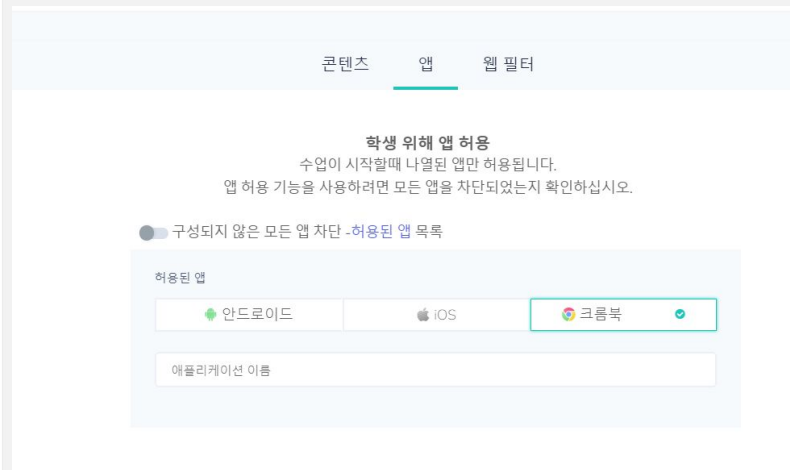 콘텐츠 앱 웹 필터
학생 위해 앱 허용
수업이 시작할때 나열된 앱만 허용됩니다.
앱 허용 기능을 사용하려면 모든 앱을 차단되었는지 확인하십시오.
구성되지 않은 모든 앱 차단 -허용된 앱 목록
허용된 앱
안드로이드 iOS 크롬북
애플리케이션 이름